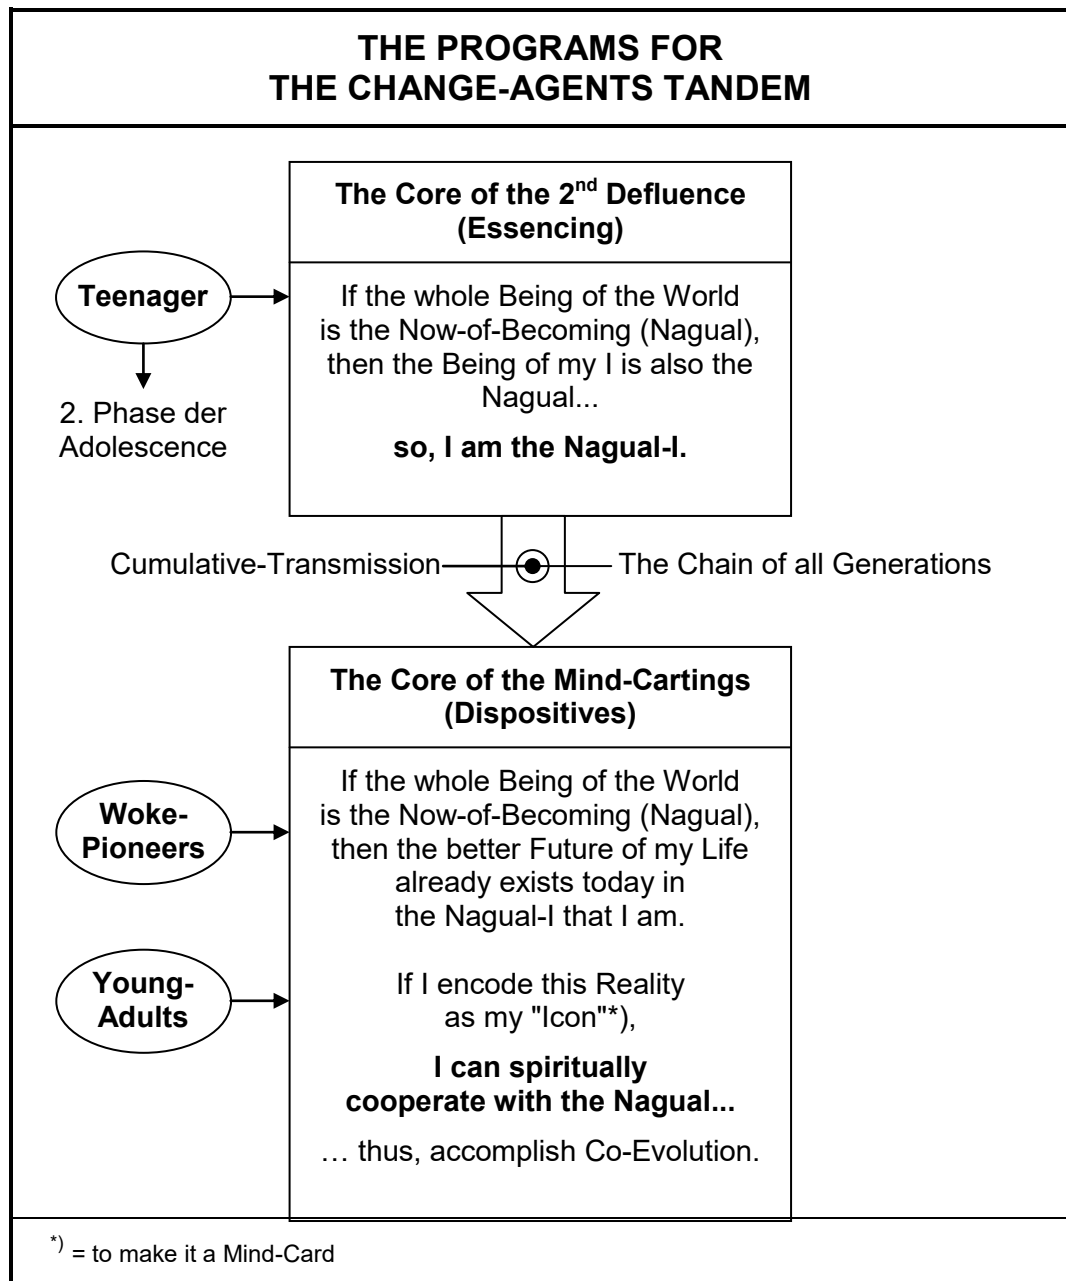 THE PROGRAMS FOR
THE CHANGE-AGENTS TANDEM
The Core of the 2nd Defluence
(Essencing)
Teenager
2. Phase der
Adolescence
If the whole Being of the World
is the Now-of-Becoming (Nagual),
then the Being of my I is also the
Nagual...
so, I am the Nagual-I.
Cumulative-Transmission
The Chain of all Generations
The Core of the Mind-Cartings
(Dispositives)
Woke-
Pioneers
Young-
Adults
If the whole Being of the World
is the Now-of-Becoming (Nagual),
then the better Future of my Life
already exists today in
the Nagual-I that I am.
If I encode this Reality
as my "Icon"*),
I can spiritually
cooperate with the Nagual...
… thus, accomplish Co-Evolution.
*) = to make it a Mind-Card